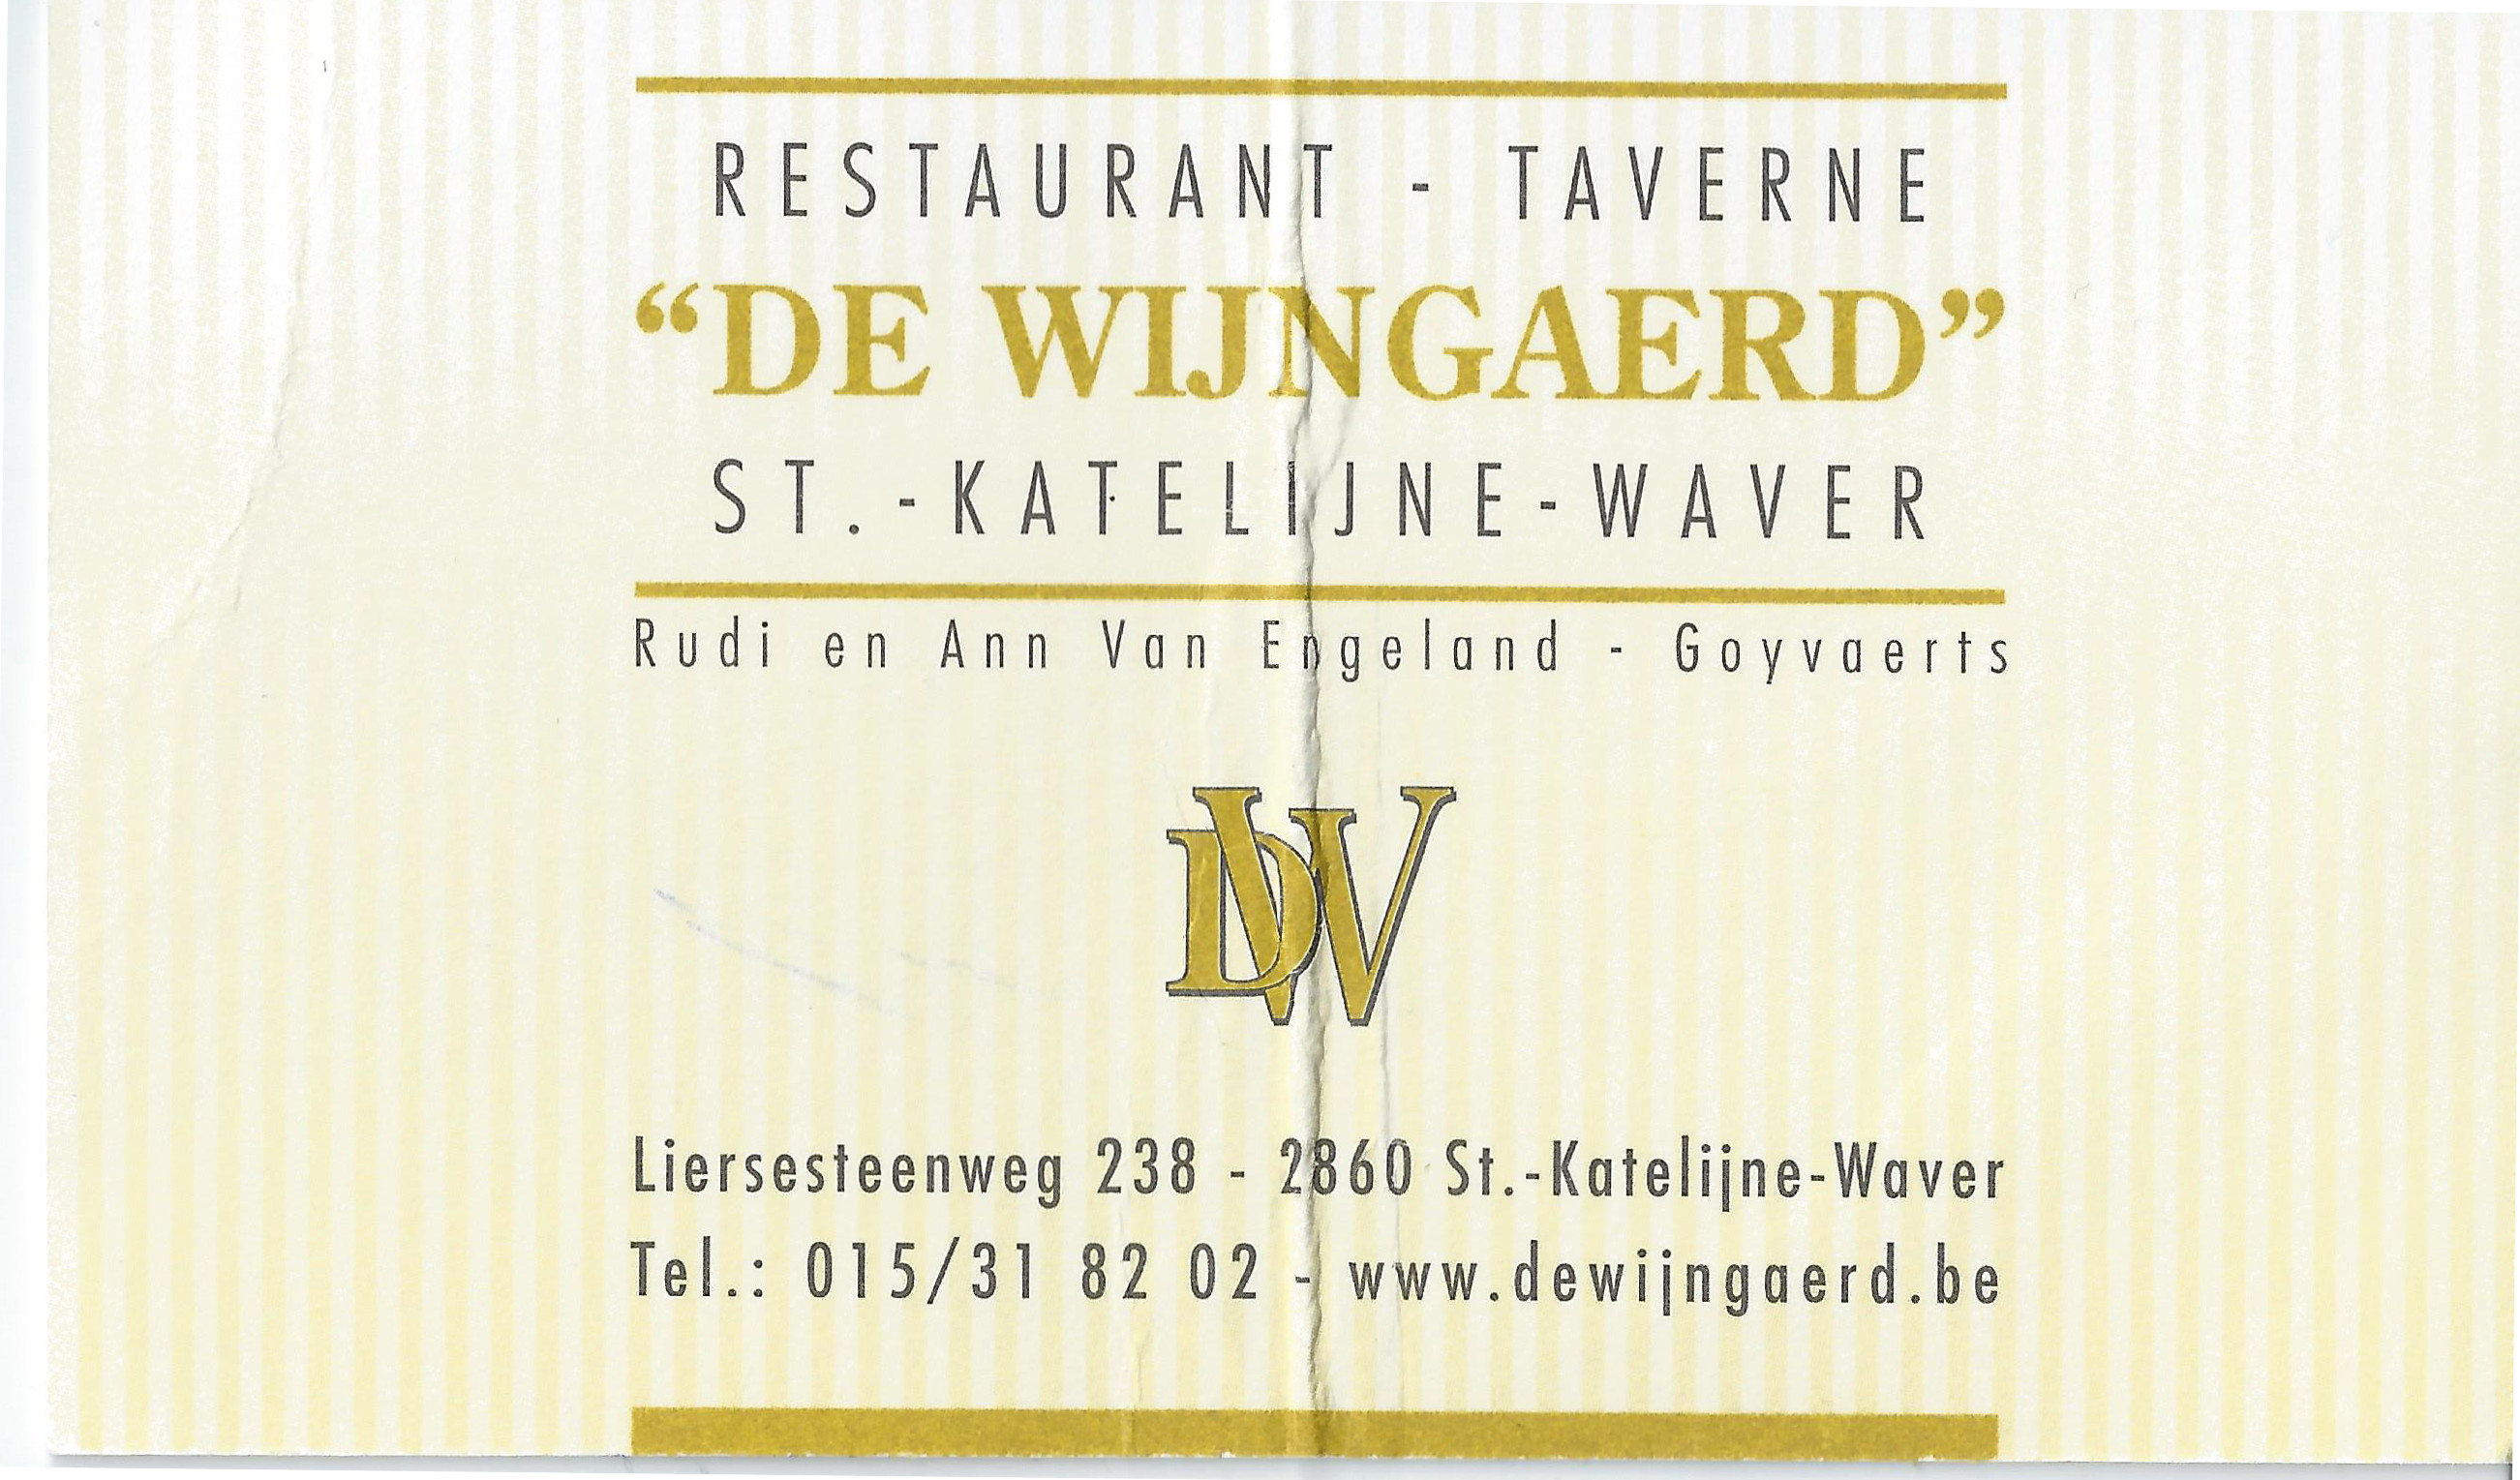 RESTAURANT - TAVERNE
“DE WIJNGAERD”
ST.-KATELIJNE-WAVER
Rudi en Ann Van Engeland - Goyvaerts
DW
Liersesteenweg 238 - 2860 St.-Katelijne-Waver
Tel.: 015/31 82 02 - www.dewijngaerd.be